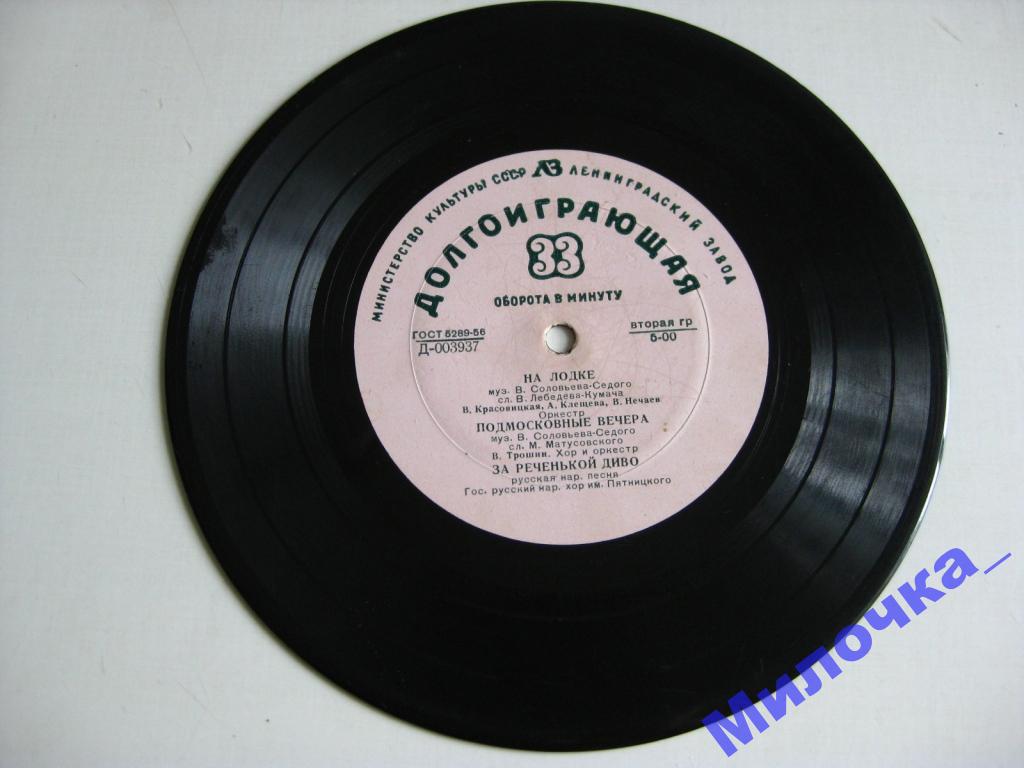 МИНИСТЕРСТВО КУЛЬТУРЫ СССР ЛЗ ЛЕНИНГРАДСКИЙ ЗАВОД
ДОЛГОИГРАЮЩАЯ
33
ОБОРОТА В МИНУТУ
ГОСТ 5289-56
Д-003937
вторая гр
5-00
НА ЛОДКЕ
муз. В. Соловьева-Седого
сл. В. Лебедева-Кумача
В. Красовицкая, А. Клещева, В. Нечаев
Оркестр
ПОДМОСКОВНЫЕ ВЕЧЕРА
муз. В. Соловьева-Седого
сл. М. Матусовского
В. Трошин. Хор и оркестр
ЗА РЕЧЕНЬКОЙ ДИВО
русская нар. песня
Гос. русский нар. хор им. Пятницкого
Милочка_